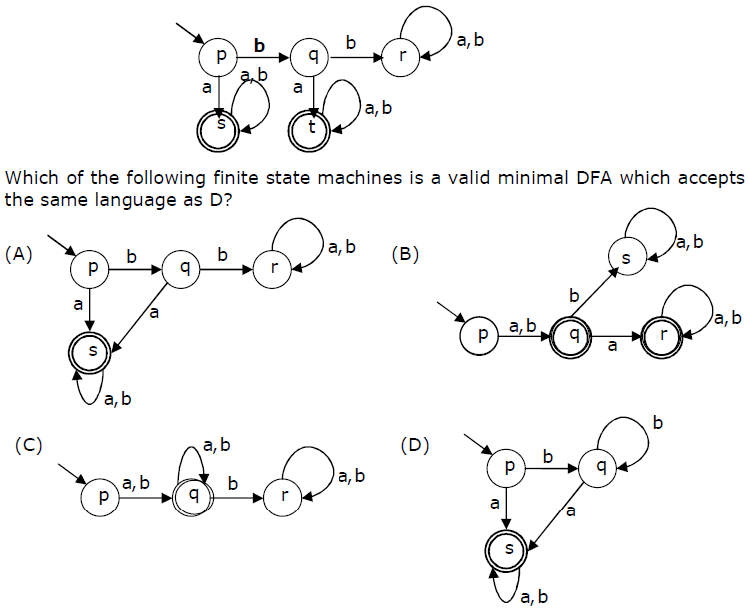 p b q b r a,b
a a,b a
s t a,b
Which of the following finite state machines is a valid minimal DFA which accepts
the same language as D?
(A) p b q b r a,b
a a
s
a,b
(B) s a,b
b
p a,b q a r a,b
(C) a,b
p a,b q b r a,b
(D) b
p b q
a a
s
a,b